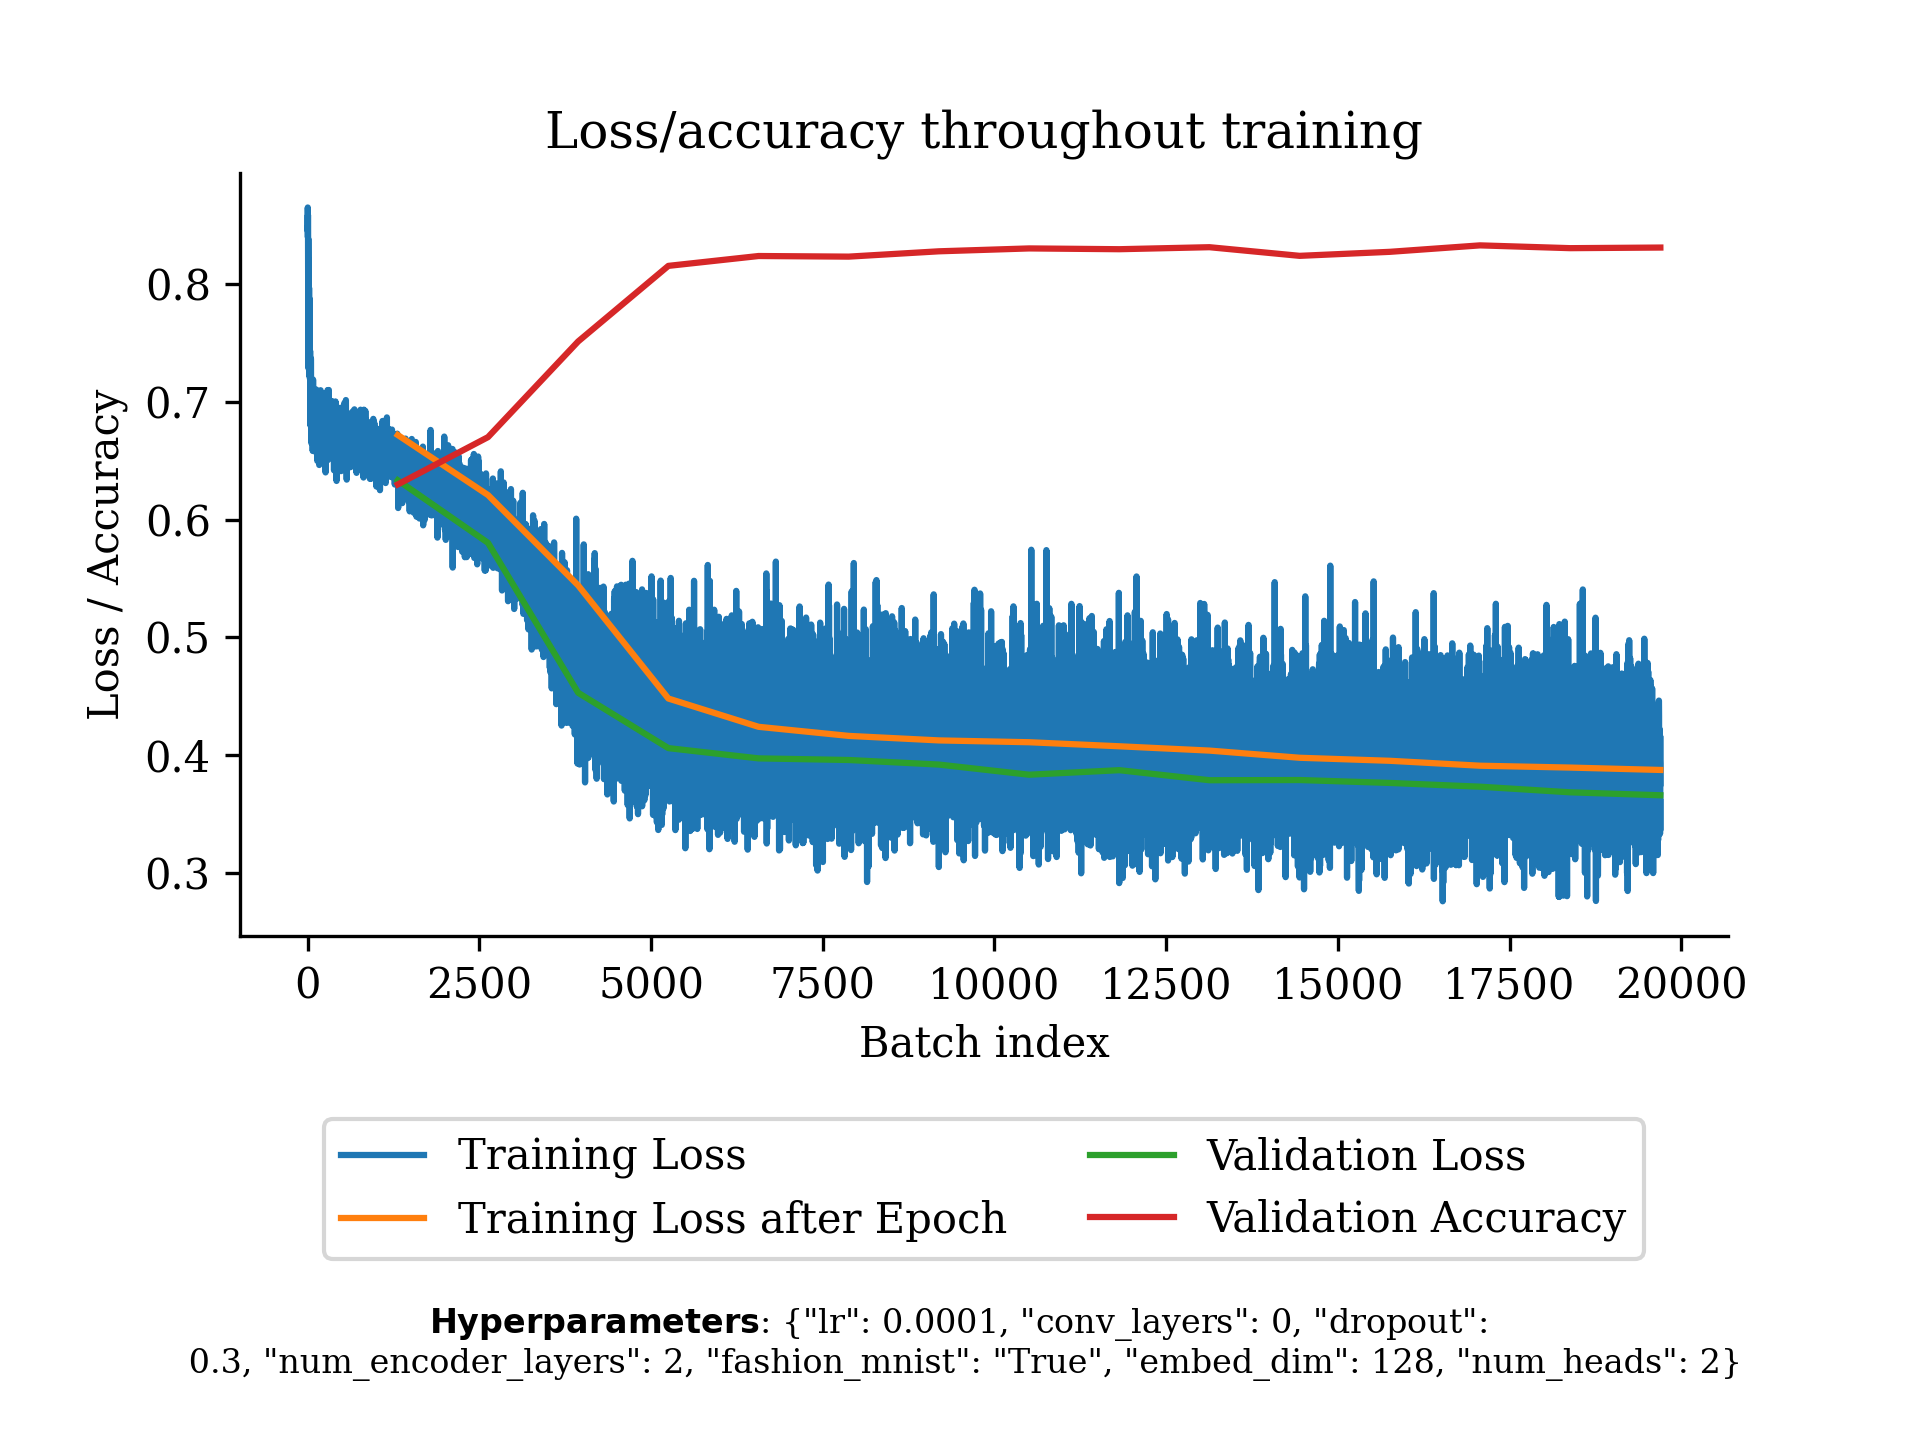 Loss/accuracy throughout training
Loss / Accuracy
0.8
0.7
0.6
0.5
0.4
0.3
0 2500 5000 7500 10000 12500 15000 17500 20000
Batch index
Training Loss
Training Loss after Epoch
Validation Loss
Validation Accuracy
Hyperparameters: {"lr": 0.0001, "conv_layers": 0, "dropout":
0.3, "num_encoder_layers": 2, "fashion_mnist": "True", "embed_dim": 128, "num_heads": 2}